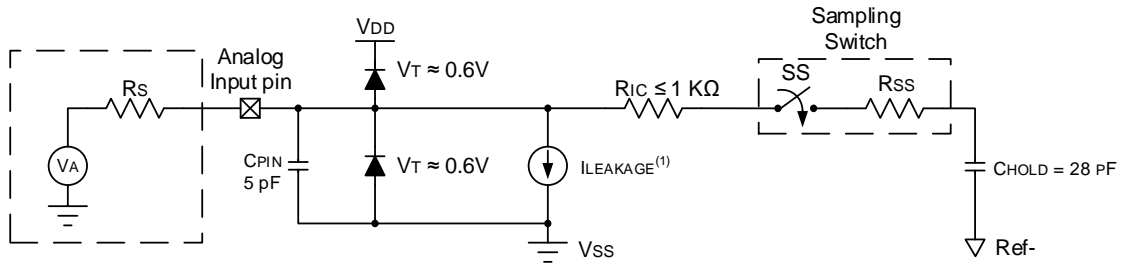 Sampling
Switch
VDD
Analog
Input pin
VT ≈ 0.6V
SS
RSS
RS
RIC ≤ 1 KΩ
VA
CPIN
5 pF
VT ≈ 0.6V
ILEAKAGE(1)
CHOLD = 28 PF
VSS
Ref-